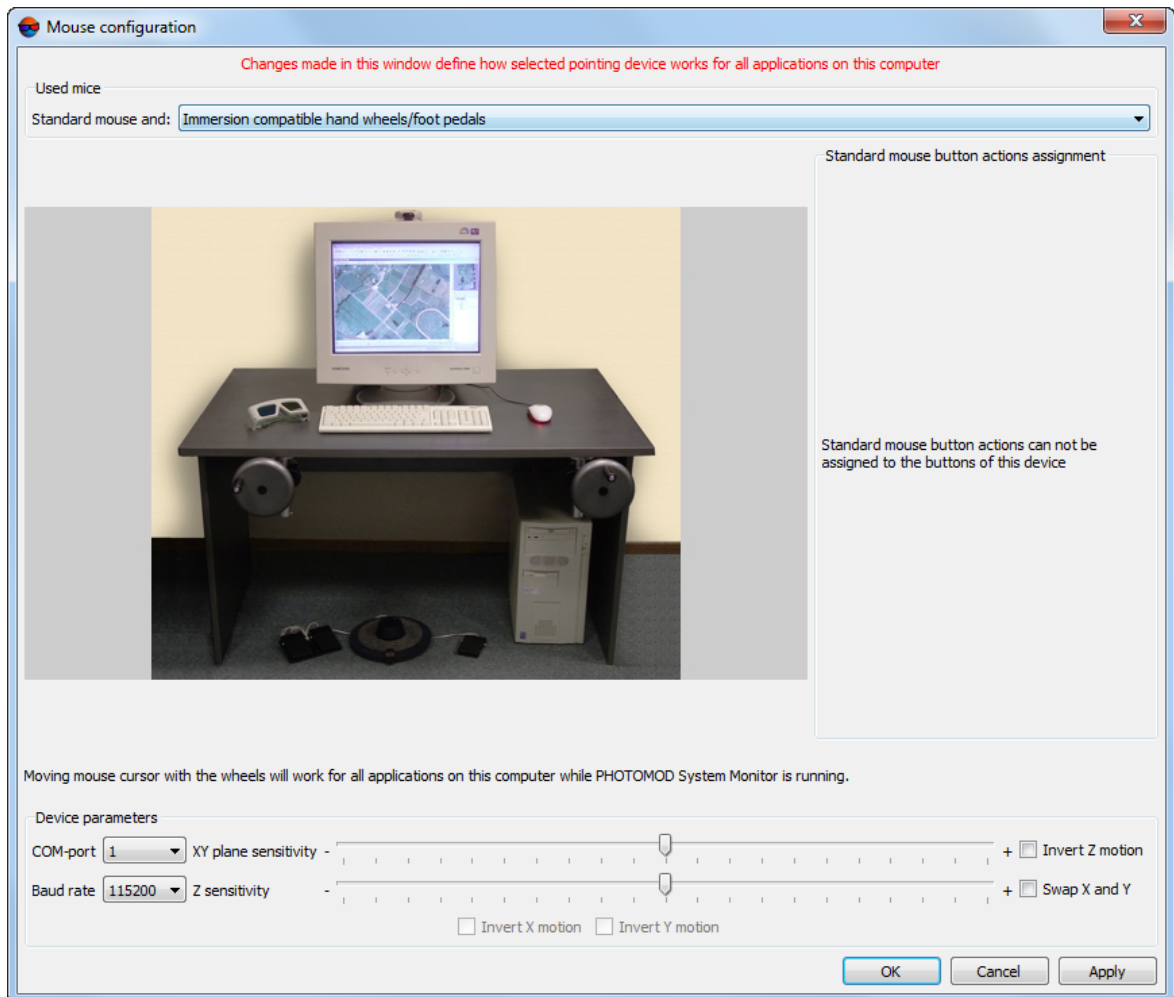 Mouse configuration
Changes made in this window define how selected pointing device works for all applications on this computer
Used mice
Standard mouse and: Immersion compatible hand wheels/foot pedals
Standard mouse button actions assignment
Standard mouse button actions can not be
assigned to the buttons of this device
Moving mouse cursor with the wheels will work for all applications on this computer while PHOTOMOD System Monitor is running.
Device parameters
COM-port 1 XY plane sensitivity - + Invert Z motion
Baud rate 115200 Z sensitivity - + Swap X and Y
Invert X motion Invert Y motion
OK Cancel Apply